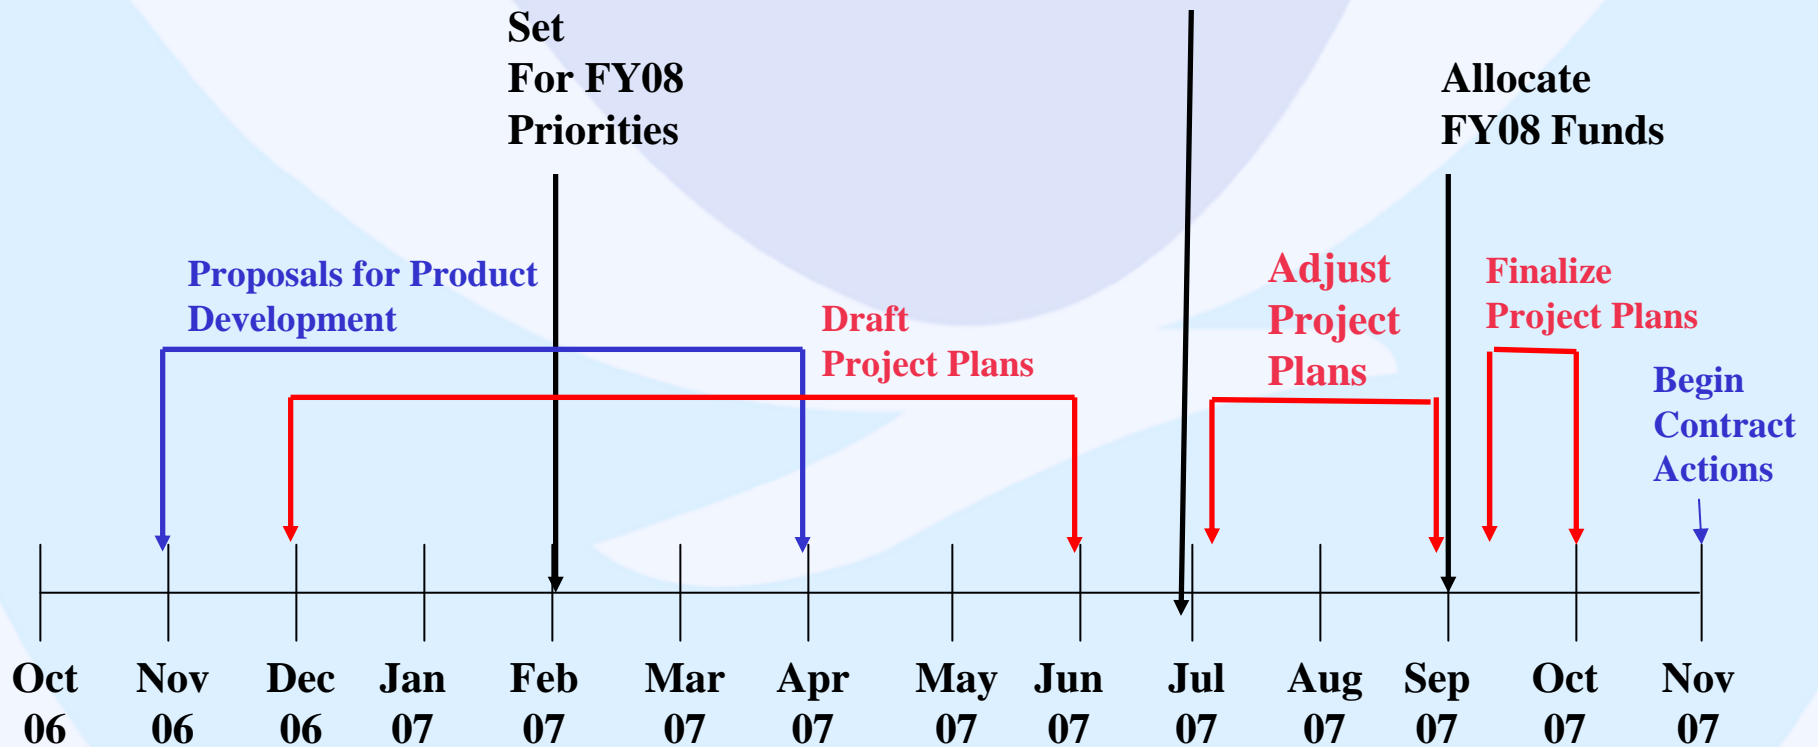 Set
For FY08
Priorities
Allocate
FY08 Funds
Proposals for Product
Development
Draft
Project Plans
Adjust
Project
Plans
Finalize
Project Plans
Begin
Contract
Actions
Oct Nov Dec Jan Feb Mar Apr May Jun Jul Aug Sep Oct Nov
06 06 06 07 07 07 07 07 07 07 07 07 07 07